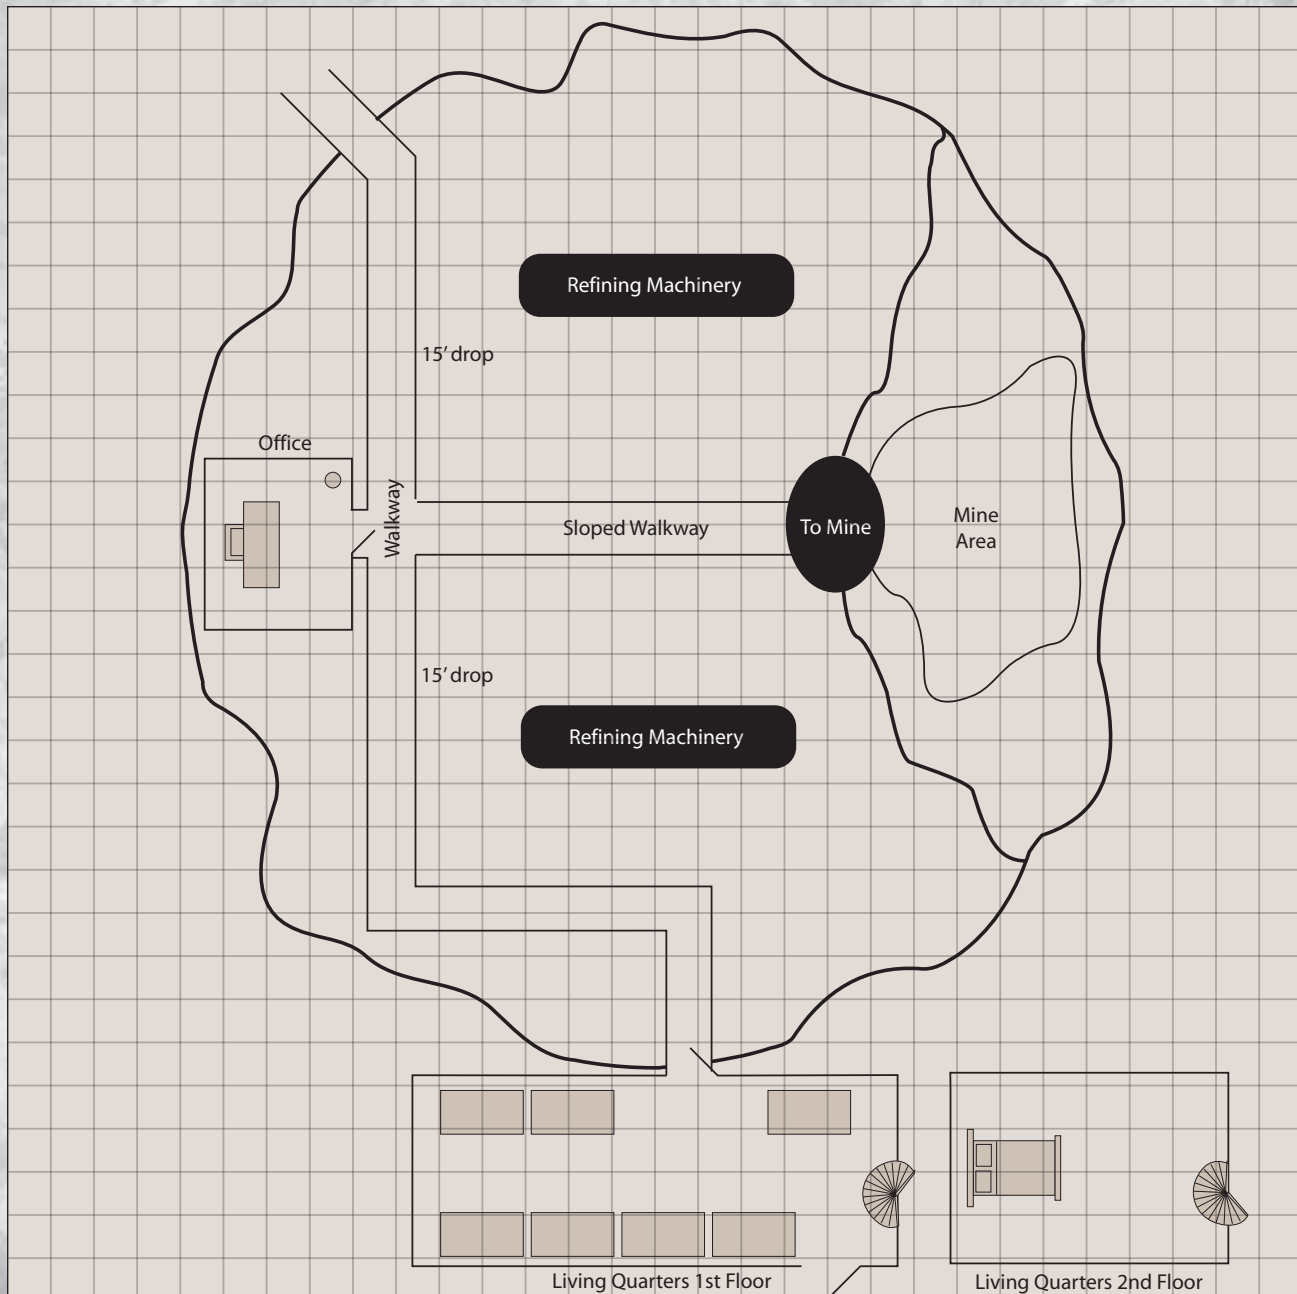 Refining Machinery
15’ drop
Office
Walkway
Sloped Walkway
To Mine
Mine
Area
15’ drop
Refining Machinery
Living Quarters 1st Floor
Living Quarters 2nd Floor